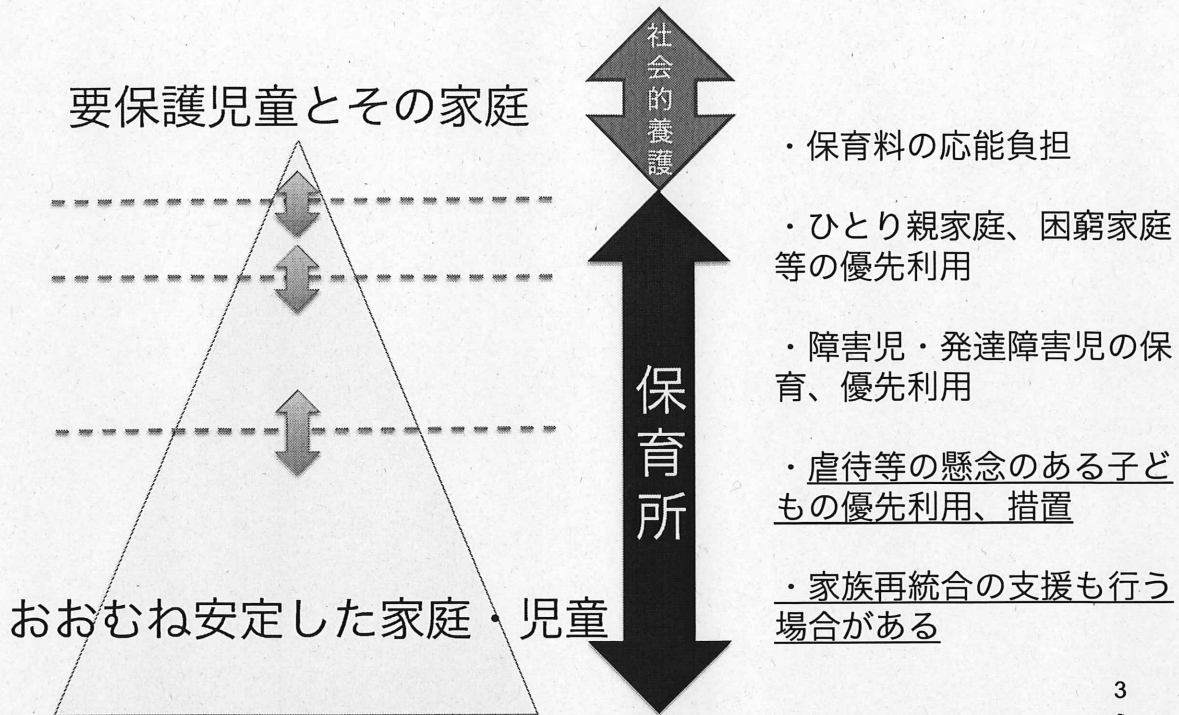 社会的養護
要保護児童とその家庭
・保育料の応能負担
・ひとり親家庭、困窮家庭
等の優先利用
・障害児・発達障害児の保
育、優先利用
保育所
・虐待等の懸念のある子ど
もの優先利用、措置
・家族再統合の支援も行う
場合がある
おおむね安定した家庭・児童
3